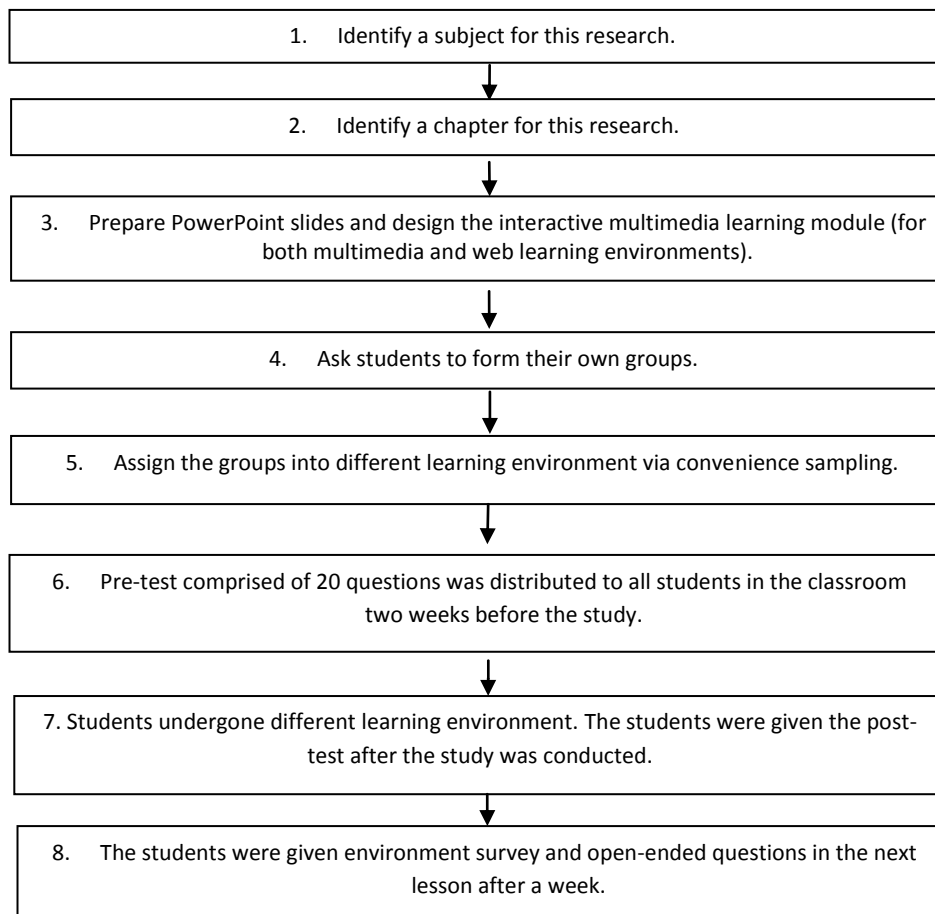 1. Identify a subject for this research.
2. Identify a chapter for this research.
3. Prepare PowerPoint slides and design the interactive multimedia learning module (for
both multimedia and web learning environments).
4. Ask students to form their own groups.
5. Assign the groups into different learning environment via convenience sampling.
6. Pre-test comprised of 20 questions was distributed to all students in the classroom
two weeks before the study.
7. Students undergone different learning environment. The students were given the post-
test after the study was conducted.
8. The students were given environment survey and open-ended questions in the next
lesson after a week.